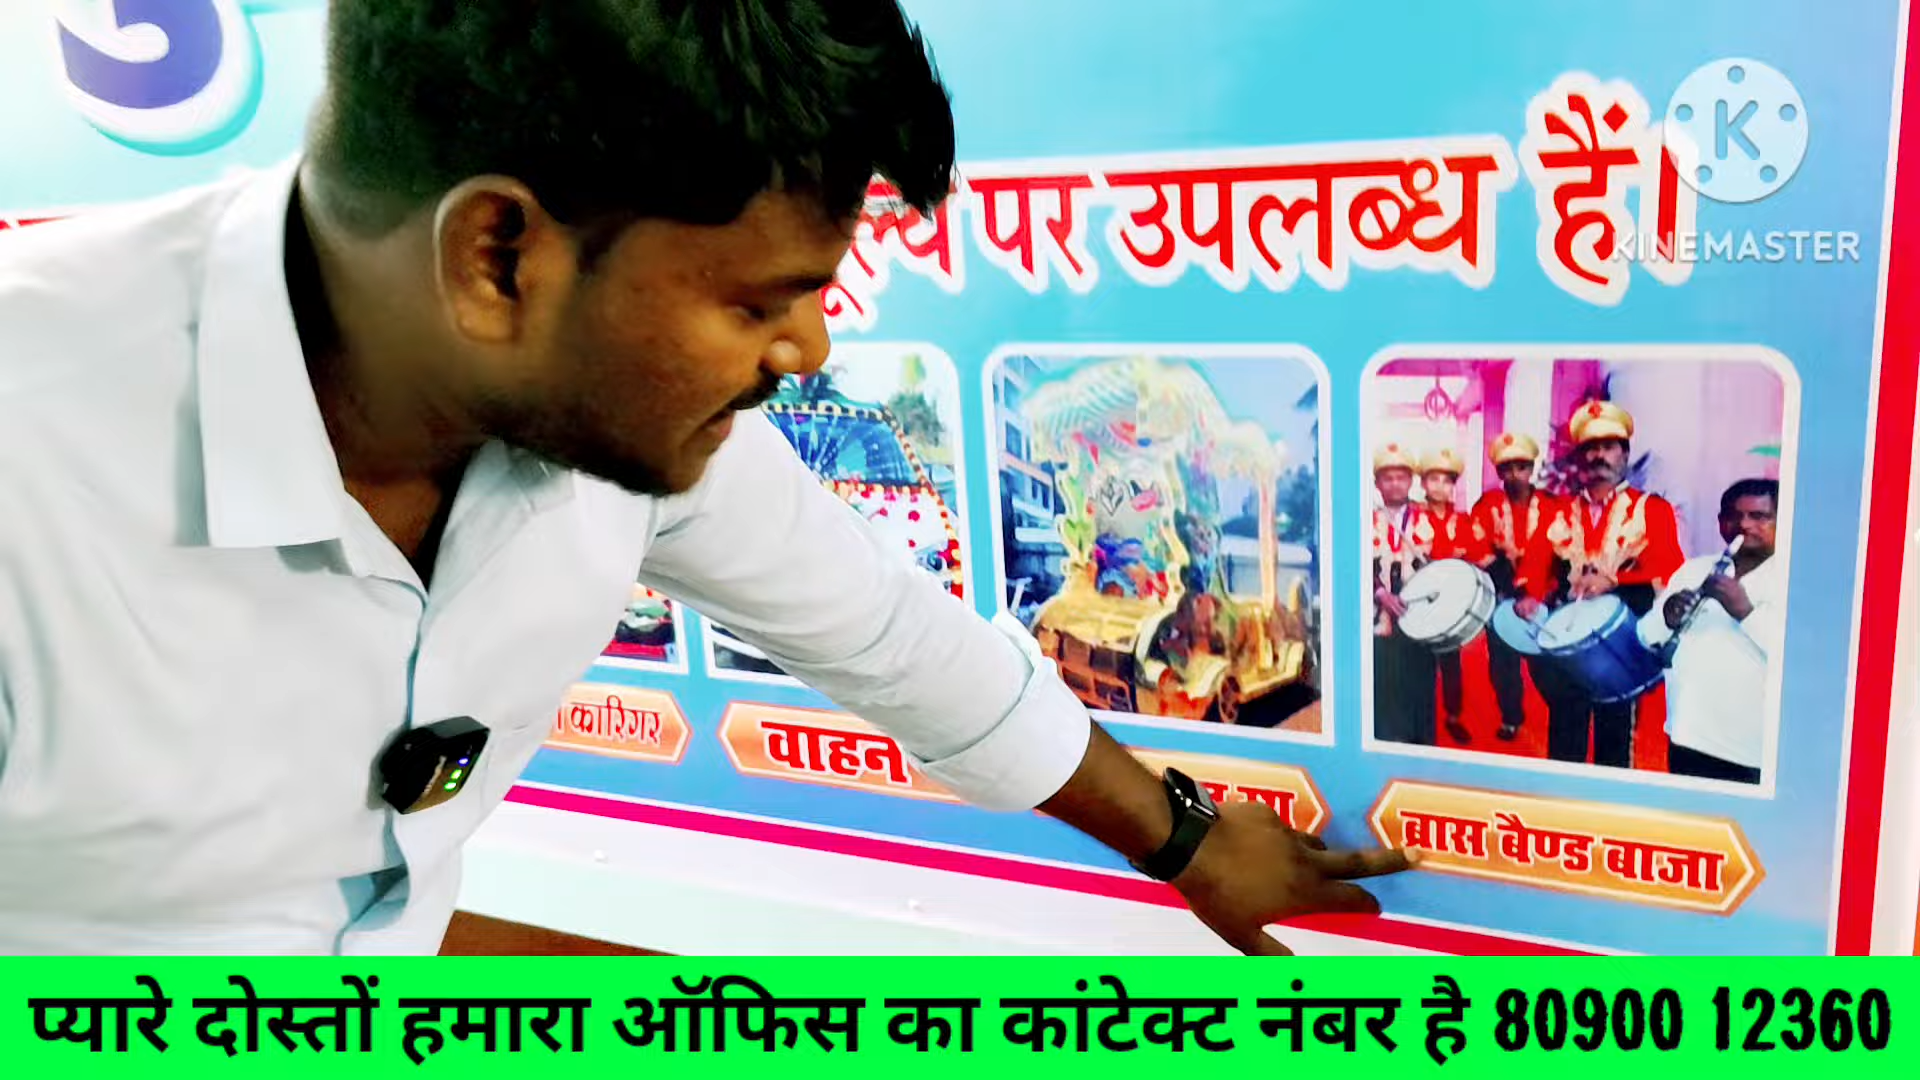 पर उपलब्ध हैं।
K
KINEMASTER
कारिगर
वाहन
ब्रास बैण्ड बाजा
प्यारे दोस्तों हमारा ऑफिस का कांटेक्ट नंबर है 80900 12360